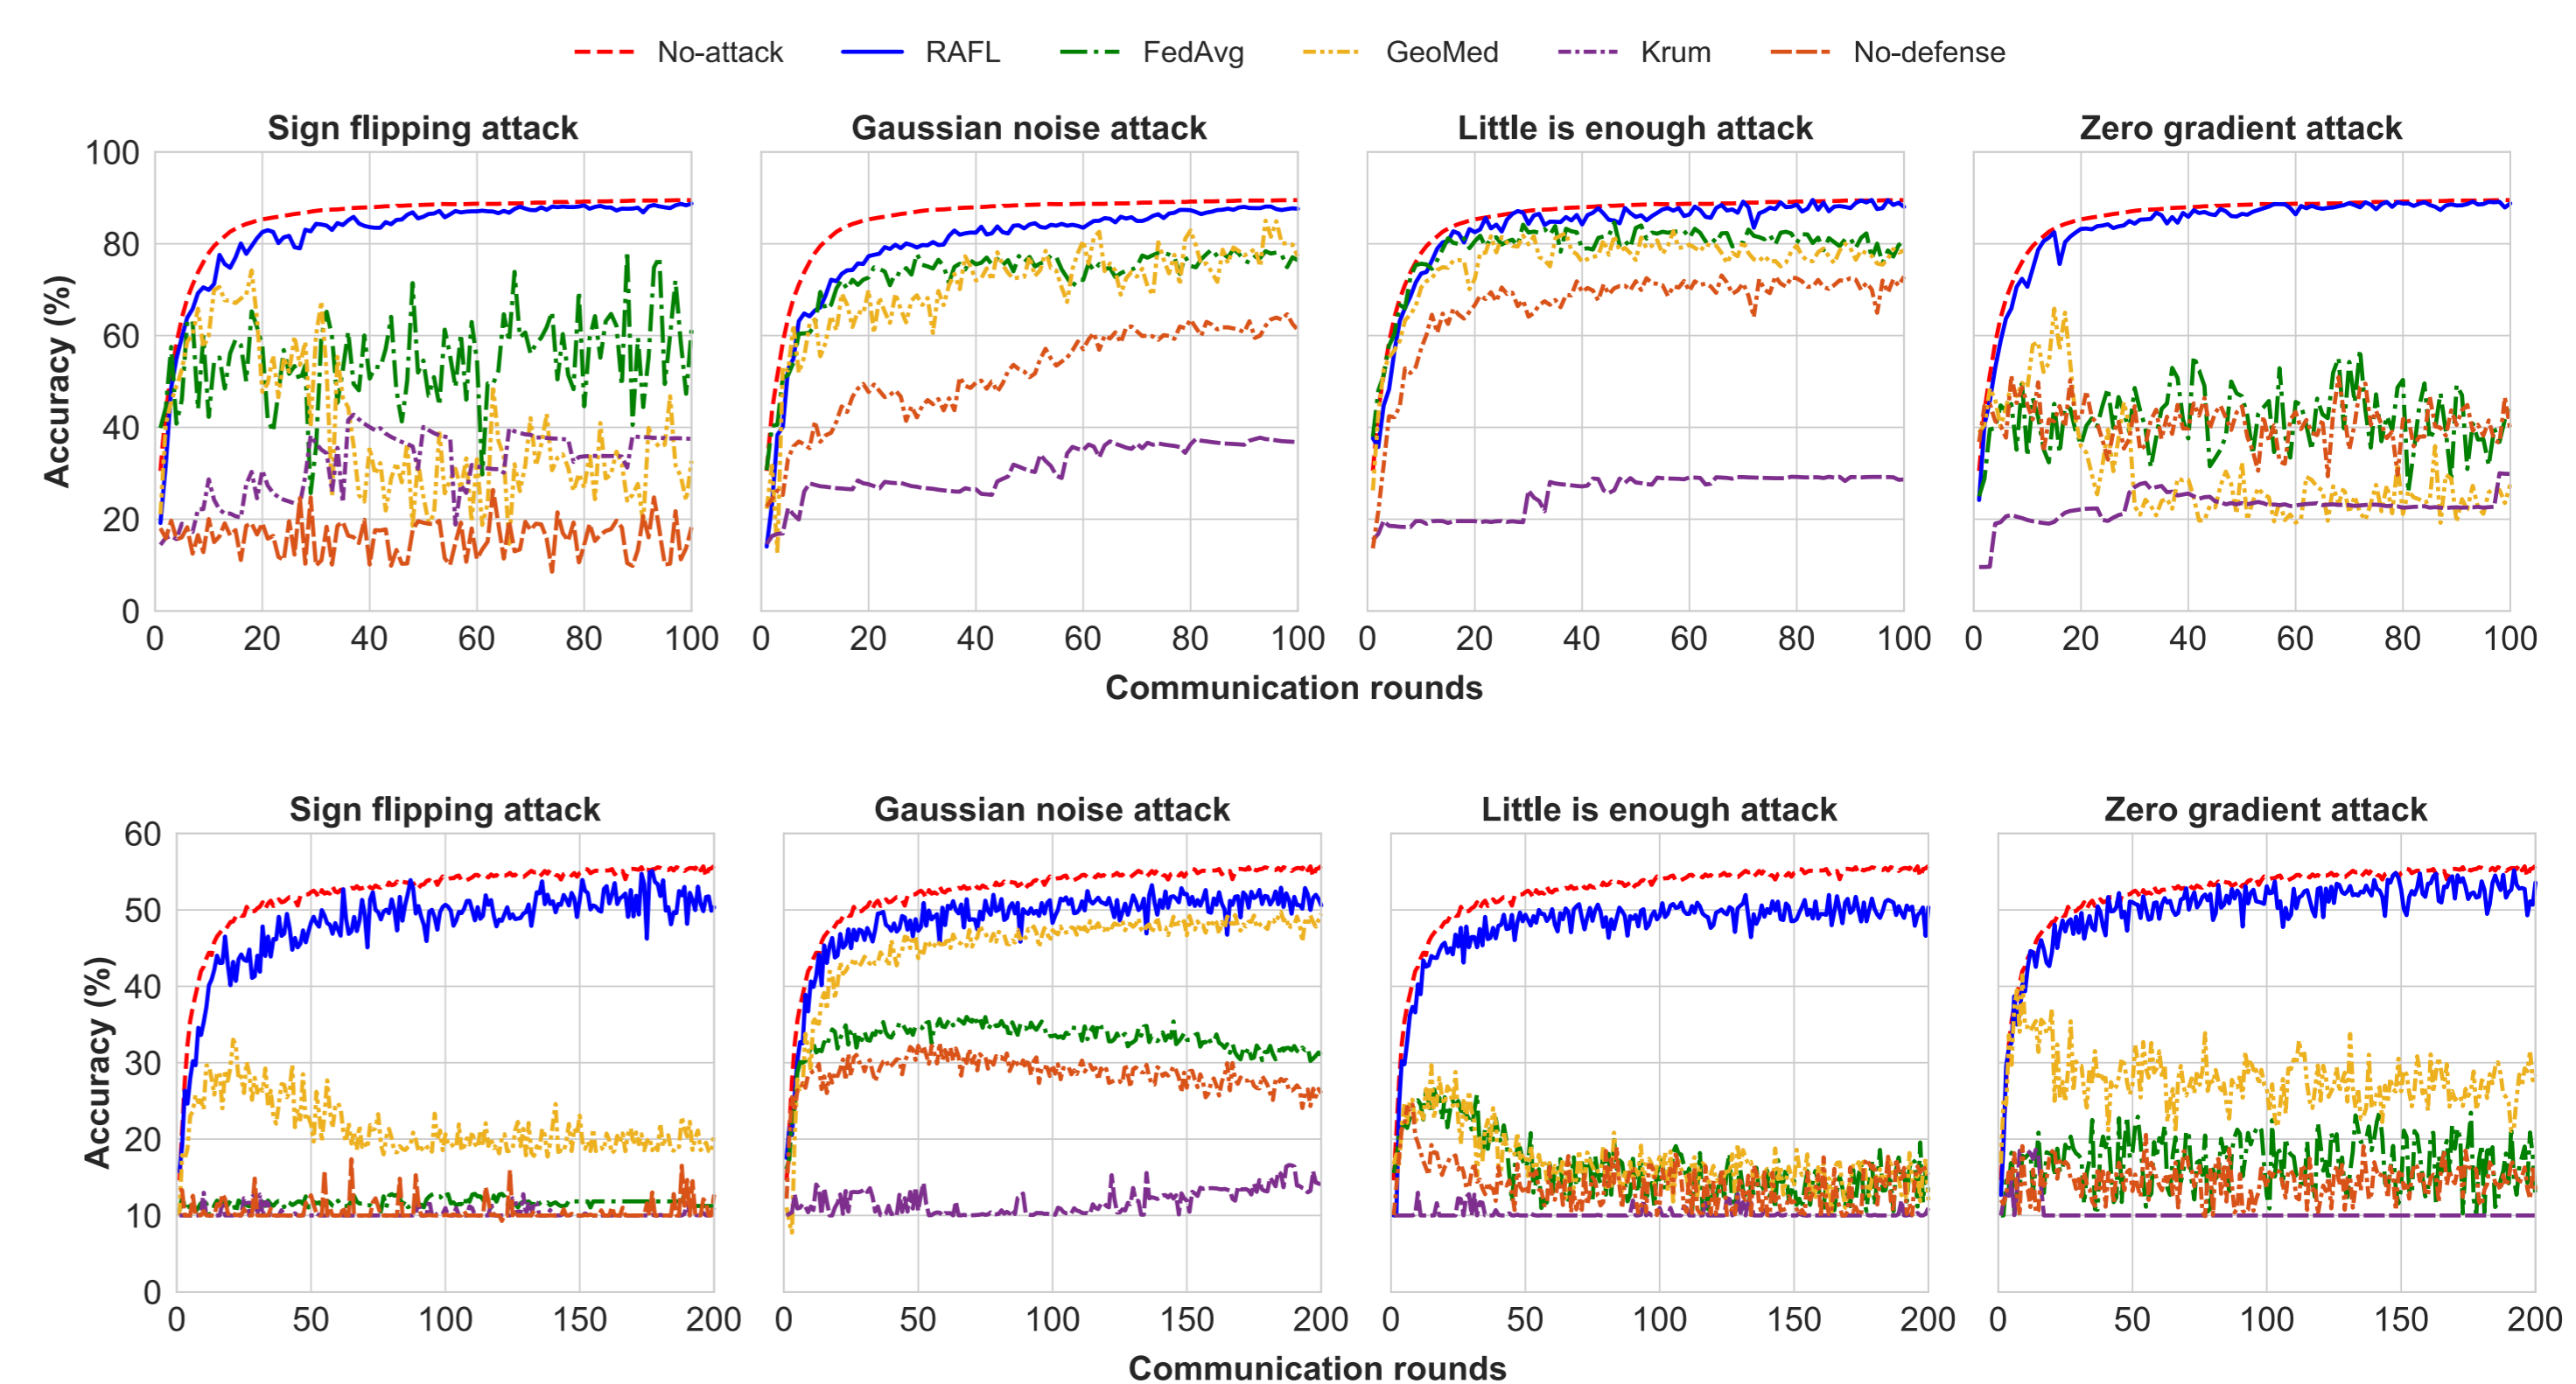 No-attack RAFL FedAvg GeoMed Krum No-defense
Sign flipping attack Gaussian noise attack Little is enough attack Zero gradient attack
Accuracy (%)
100
80
60
40
20
0
0 20 40 60 80 100 0 20 40 60 80 100 0 20 40 60 80 100 0 20 40 60 80 100
Communication rounds
Sign flipping attack Gaussian noise attack Little is enough attack Zero gradient attack
Accuracy (%)
60
50
40
30
20
10
0
0 50 100 150 200 0 50 100 150 200 0 50 100 150 200 0 50 100 150 200
Communication rounds